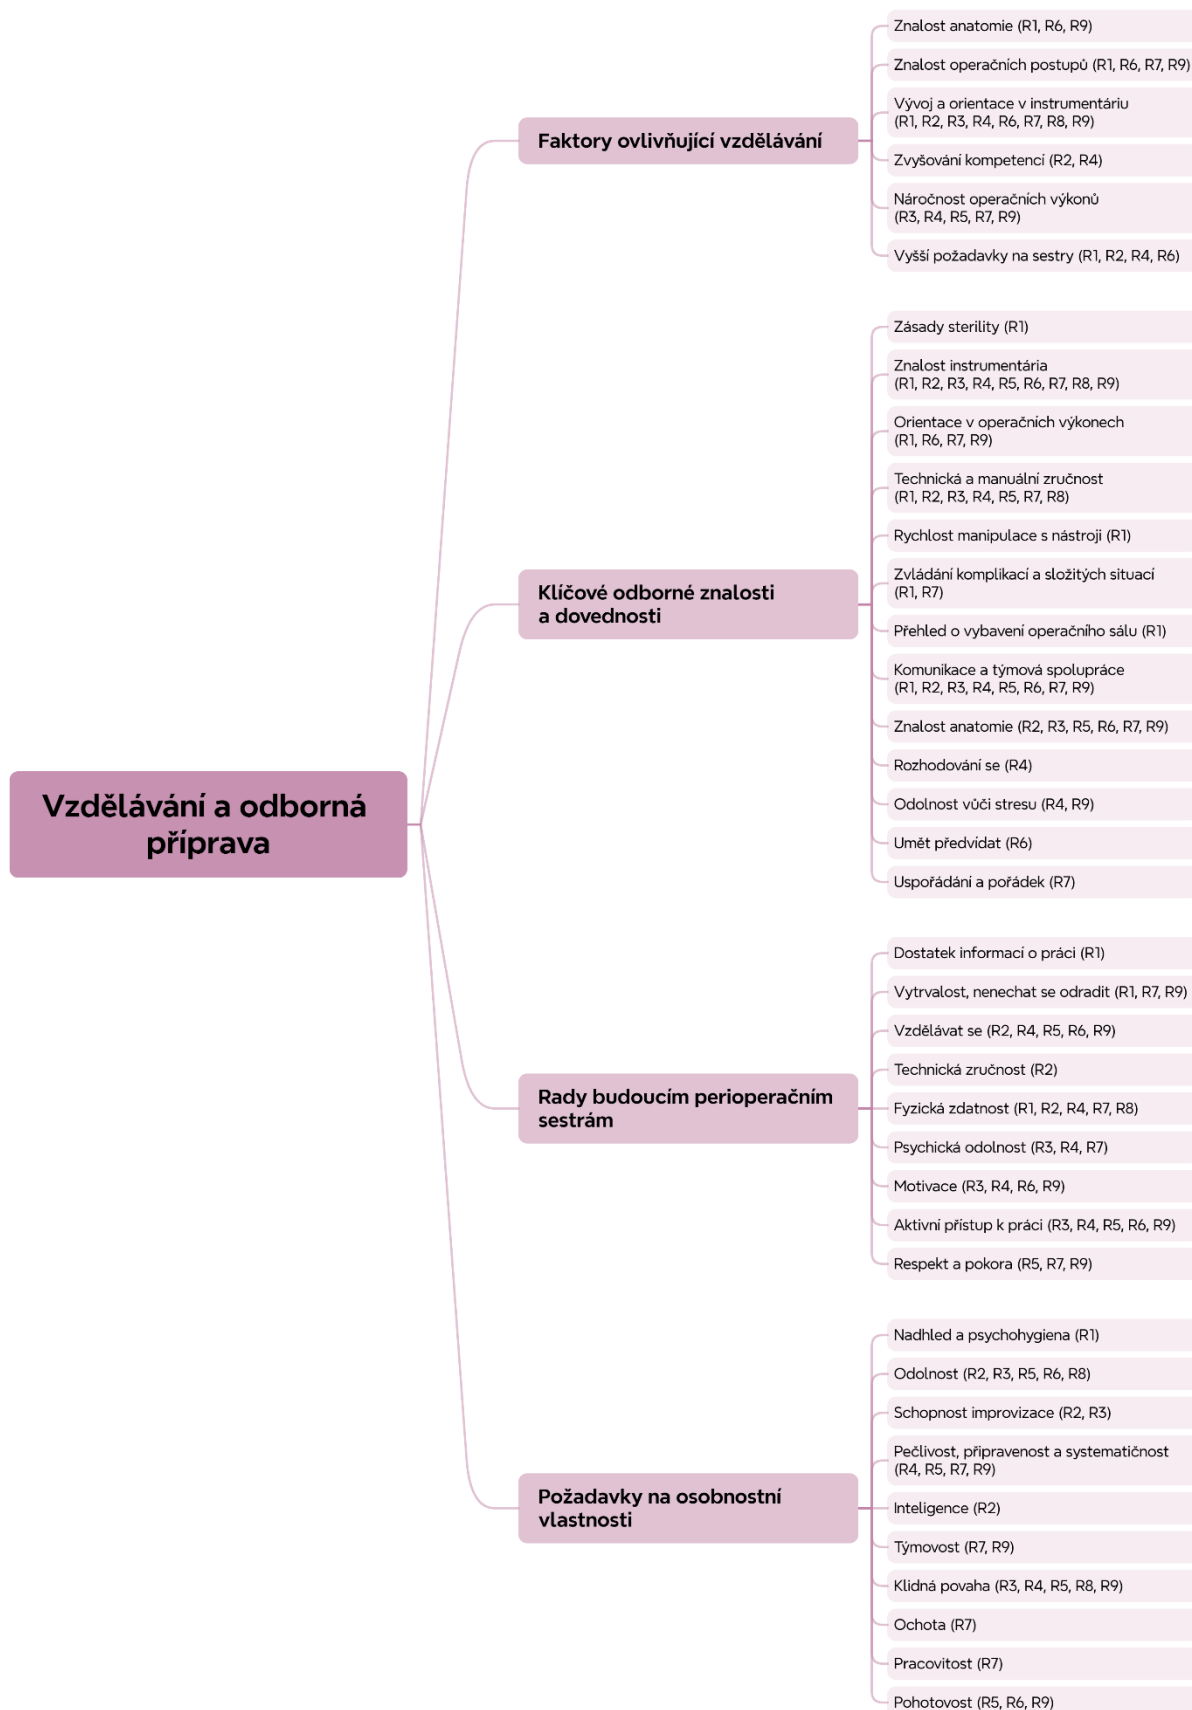 Vzdělávání a odborná
příprava
Faktory ovlivňující vzdělávání
Znalost anatomie (R1, R6, R9)
Znalost operačních postupů (R1, R6, R7, R9)
Vývoj a orientace v instrumentáriu
(R1, R2, R3, R4, R6, R7, R8, R9)
Zvyšování kompetencí (R2, R4)
Náročnost operačních výkonů
(R3, R4, R5, R7, R9)
Vyšší požadavky na sestry (R1, R2, R4, R6)
Klíčové odborné znalosti
a dovednosti
Zásady sterility (R1)
Znalost instrumentária
(R1, R2, R3, R4, R5, R6, R7, R8, R9)
Orientace v operačních výkonech
(R1, R6, R7, R9)
Technická a manuální zručnost
(R1, R2, R3, R4, R5, R7, R8)
Rychlost manipulace s nástroji (R1)
Zvládání komplikací a složitých situací
(R1, R7)
Přehled o vybavení operačního sálu (R1)
Komunikace a týmová spolupráce
(R1, R2, R3, R4, R5, R6, R7, R9)
Znalost anatomie (R2, R3, R5, R6, R7, R9)
Rozhodování se (R4)
Odolnost vůči stresu (R4, R9)
Umět předvídat (R6)
Uspořádání a pořádek (R7)
Rady budoucím perioperačním
sestrám
Dostatek informací o práci (R1)
Vytrvalost, nenechat se odradit (R1, R7, R9)
Vzdělávat se (R2, R4, R5, R6, R9)
Technická zručnost (R2)
Fyzická zdatnost (R1, R2, R4, R7, R8)
Psychická odolnost (R3, R4, R7)
Motivace (R3, R4, R6, R9)
Aktivní přístup k práci (R3, R4, R5, R6, R9)
Respekt a pokora (R5, R7, R9)
Požadavky na osobnostní
vlastnosti
Nadhled a psychohygiena (R1)
Odolnost (R2, R3, R5, R6, R8)
Schopnost improvizace (R2, R3)
Pečlivost, připravenost a systematičnost
(R4, R5, R7, R9)
Inteligence (R2)
Týmovost (R7, R9)
Klidná povaha (R3, R4, R5, R8, R9)
Ochota (R7)
Pracovitost (R7)
Pohotovost (R5, R6, R9)